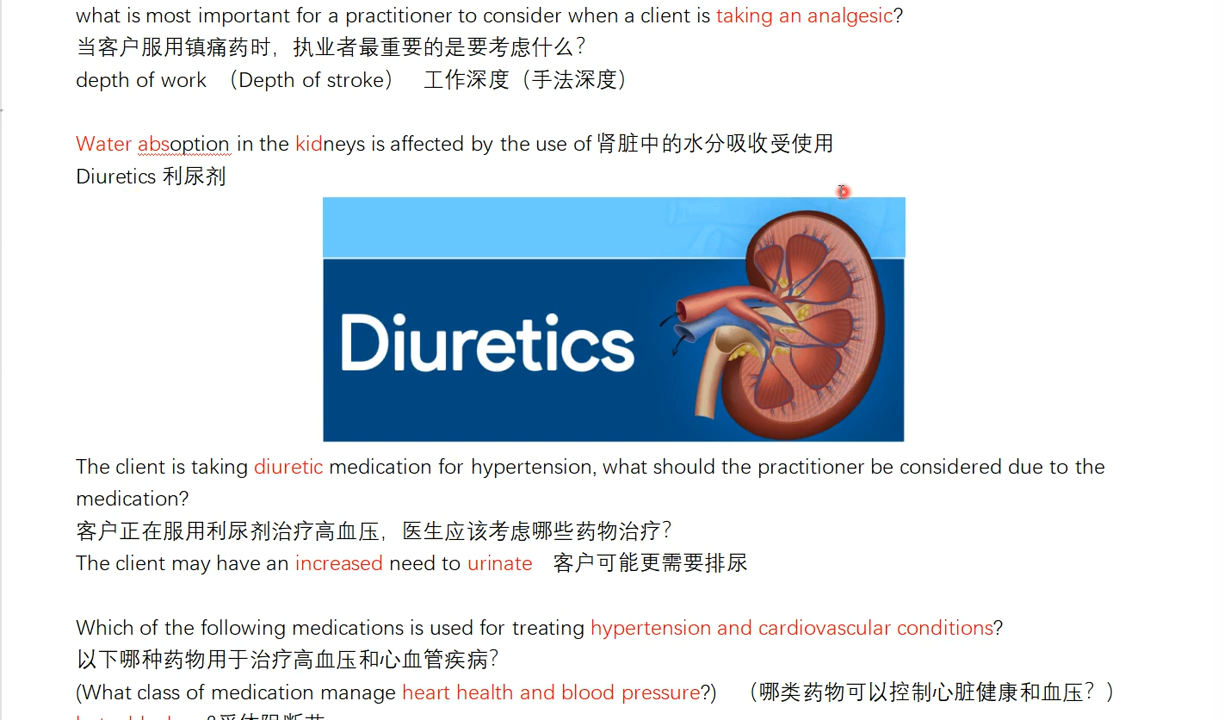 what is most important for a practitioner to consider when a client is taking an analgesic?
当客户服用镇痛药时，执业者最重要的是要考虑什么？
depth of work （Depth of stroke） 工作深度（手法深度）
Water absoption in the kidneys is affected by the use of 肾脏中的水分吸收受使用
Diuretics 利尿剂
Diuretics
The client is taking diuretic medication for hypertension, what should the practitioner be considered due to the
medication?
客户正在服用利尿剂治疗高血压，医生应该考虑哪些药物治疗？
The client may have an increased need to urinate 客户可能更需要排尿
Which of the following medications is used for treating hypertension and cardiovascular conditions?
以下哪种药物用于治疗高血压和心血管疾病？
(What class of medication manage heart health and blood pressure?) （哪类药物可以控制心脏健康和血压？）